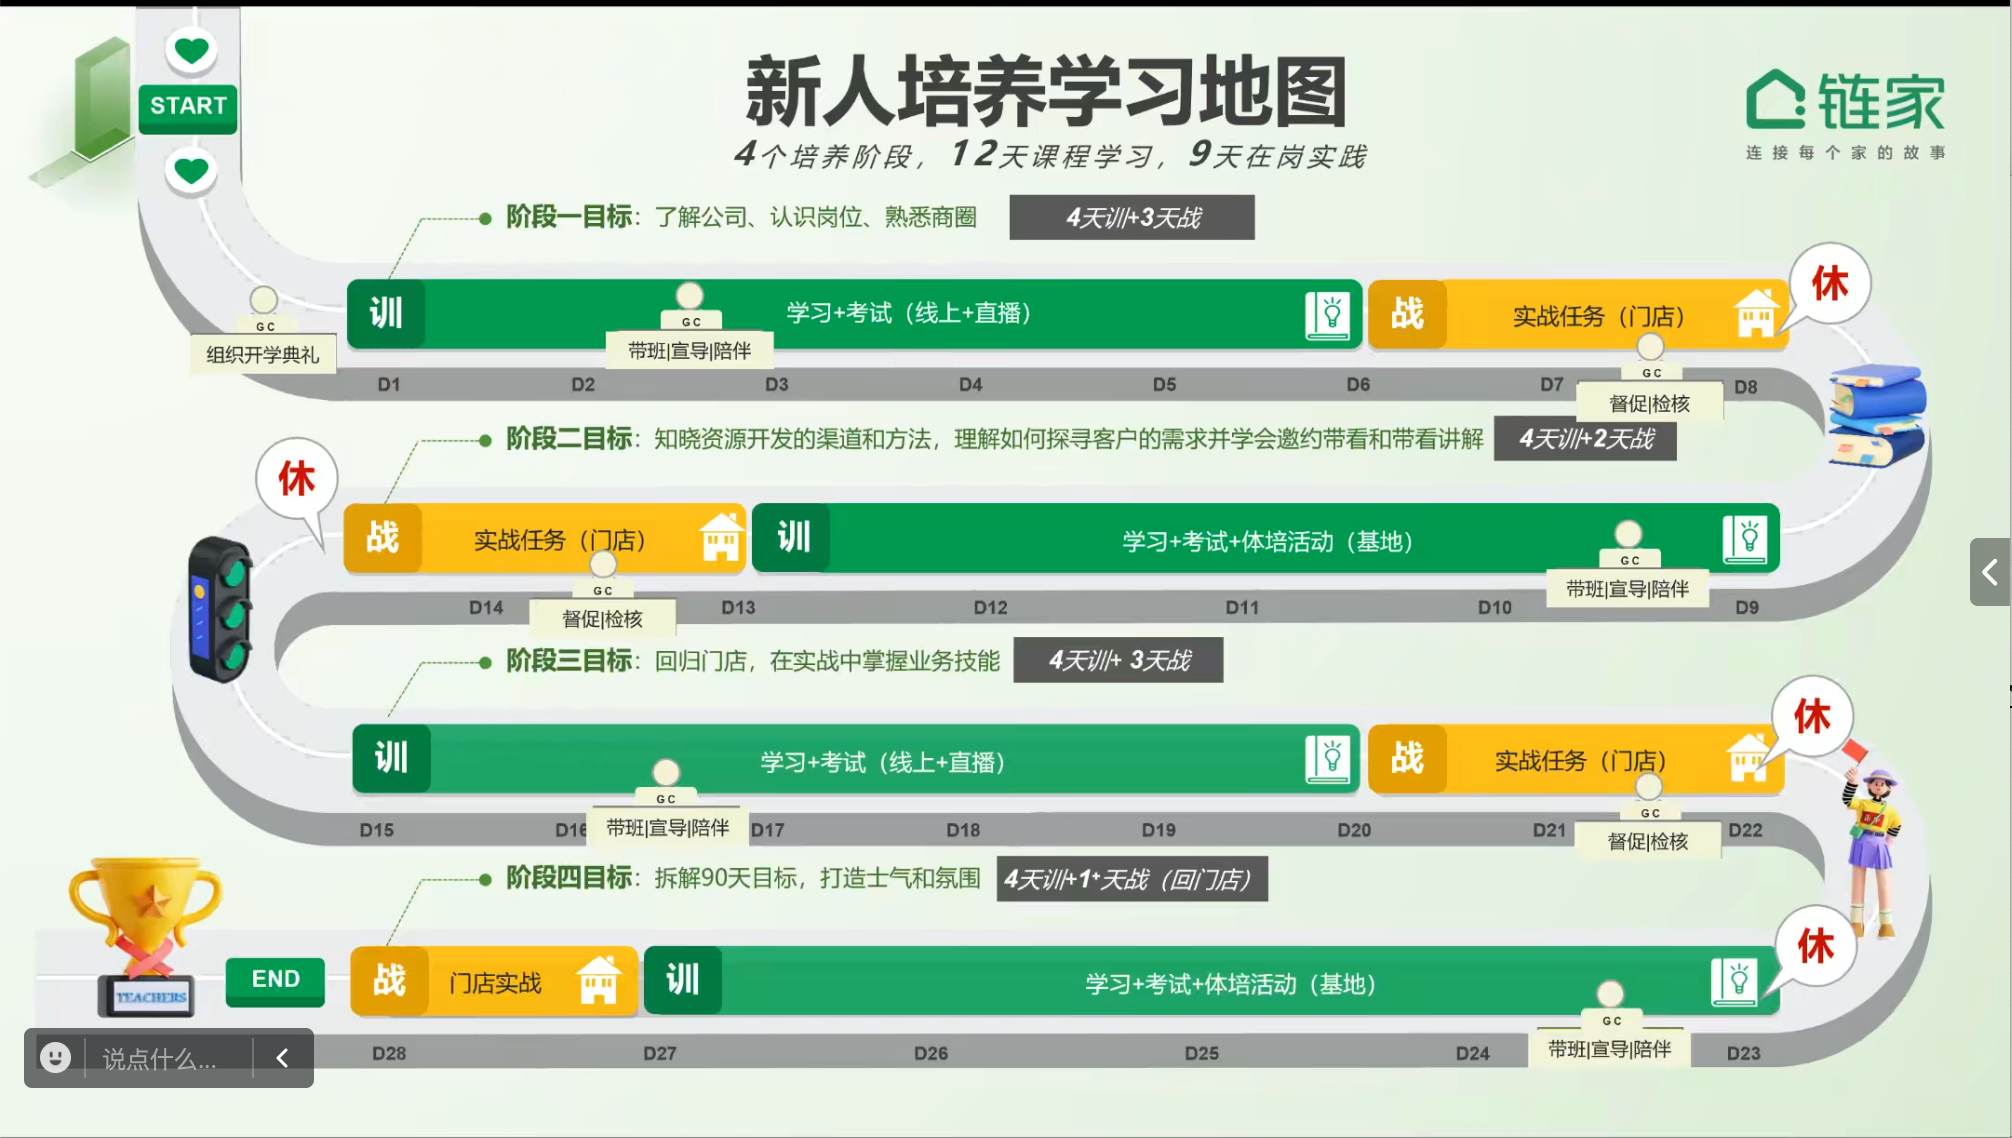 START
新人培养学习地图
4个培养阶段，12天课程学习，9天在岗实践
链家
连接每个家的故事
阶段一目标：了解公司、认识岗位、熟悉商圈
4天训+3天战
GC
组织开学典礼
训
学习+考试（线上+直播）
GC
带班|宣导|陪伴
战
实战任务（门店）
休
GC
督促|检核
D1 D2 D3 D4 D5 D6 D7 D8
阶段二目标：知晓资源开发的渠道和方法，理解如何探寻客户的需求并学会邀约带看和带看讲解
4天训+2天战
休
战
实战任务（门店）
GC
督促|检核
训
学习+考试+体培活动（基地）
GC
带班|宣导|陪伴
D14 D13 D12 D11 D10 D9
阶段三目标：回归门店，在实战中掌握业务技能
4天训+ 3天战
训
学习+考试（线上+直播）
GC
带班|宣导|陪伴
战
实战任务（门店）
休
GC
督促|检核
D15 D16 D17 D18 D19 D20 D21 D22
阶段四目标：拆解90天目标，打造士气和氛围
4天训+1⁺天战（回门店）
TEACHERS
END
战
门店实战
训
学习+考试+体培活动（基地）
休
GC
带班|宣导|陪伴
D28 D27 D26 D25 D24 D23
说点什么...